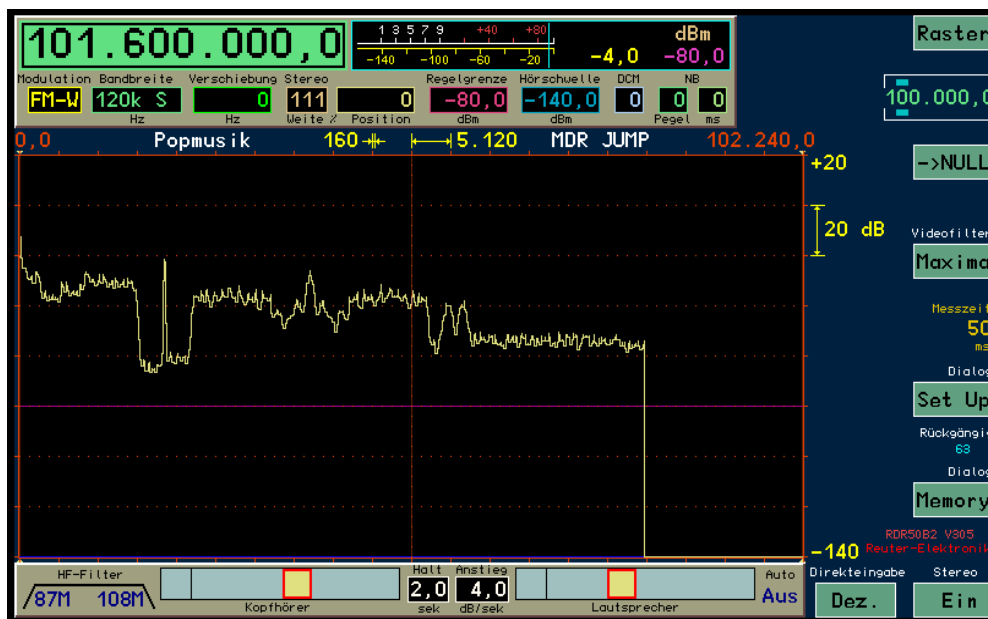 101.600.000,0
1 3 5 7 9 +40 +80 dBm
-140 -100 -60 -20 -4,0 -80,0
Raster
Modulation Bandbreite Verschiebung Stereo Regelgrenze Hörschwelle DCM NB
FM-W 120k S 0 111 0 -80,0 -140,0 0 0 0
Hz Hz Weite % Position dBm dBm Pegel ms
100.000,0
0,0 Popmusik 160 5.120 MDR JUMP 102.240,0
+20
->NULL
20 dB
Videofilter
Maxima
Messzeit
50
ms
Dialog
Set Up
Rückgängig
63
Dialog
Memory
RDR50B2 V305
Reuter-Elektronik
-140
HF-Filter Halt Anstieg Auto Direkteingabe Stereo
87M 108M 2,0 4,0 Aus Dez. Ein
Kopfhörer sek dB/sek Lautsprecher